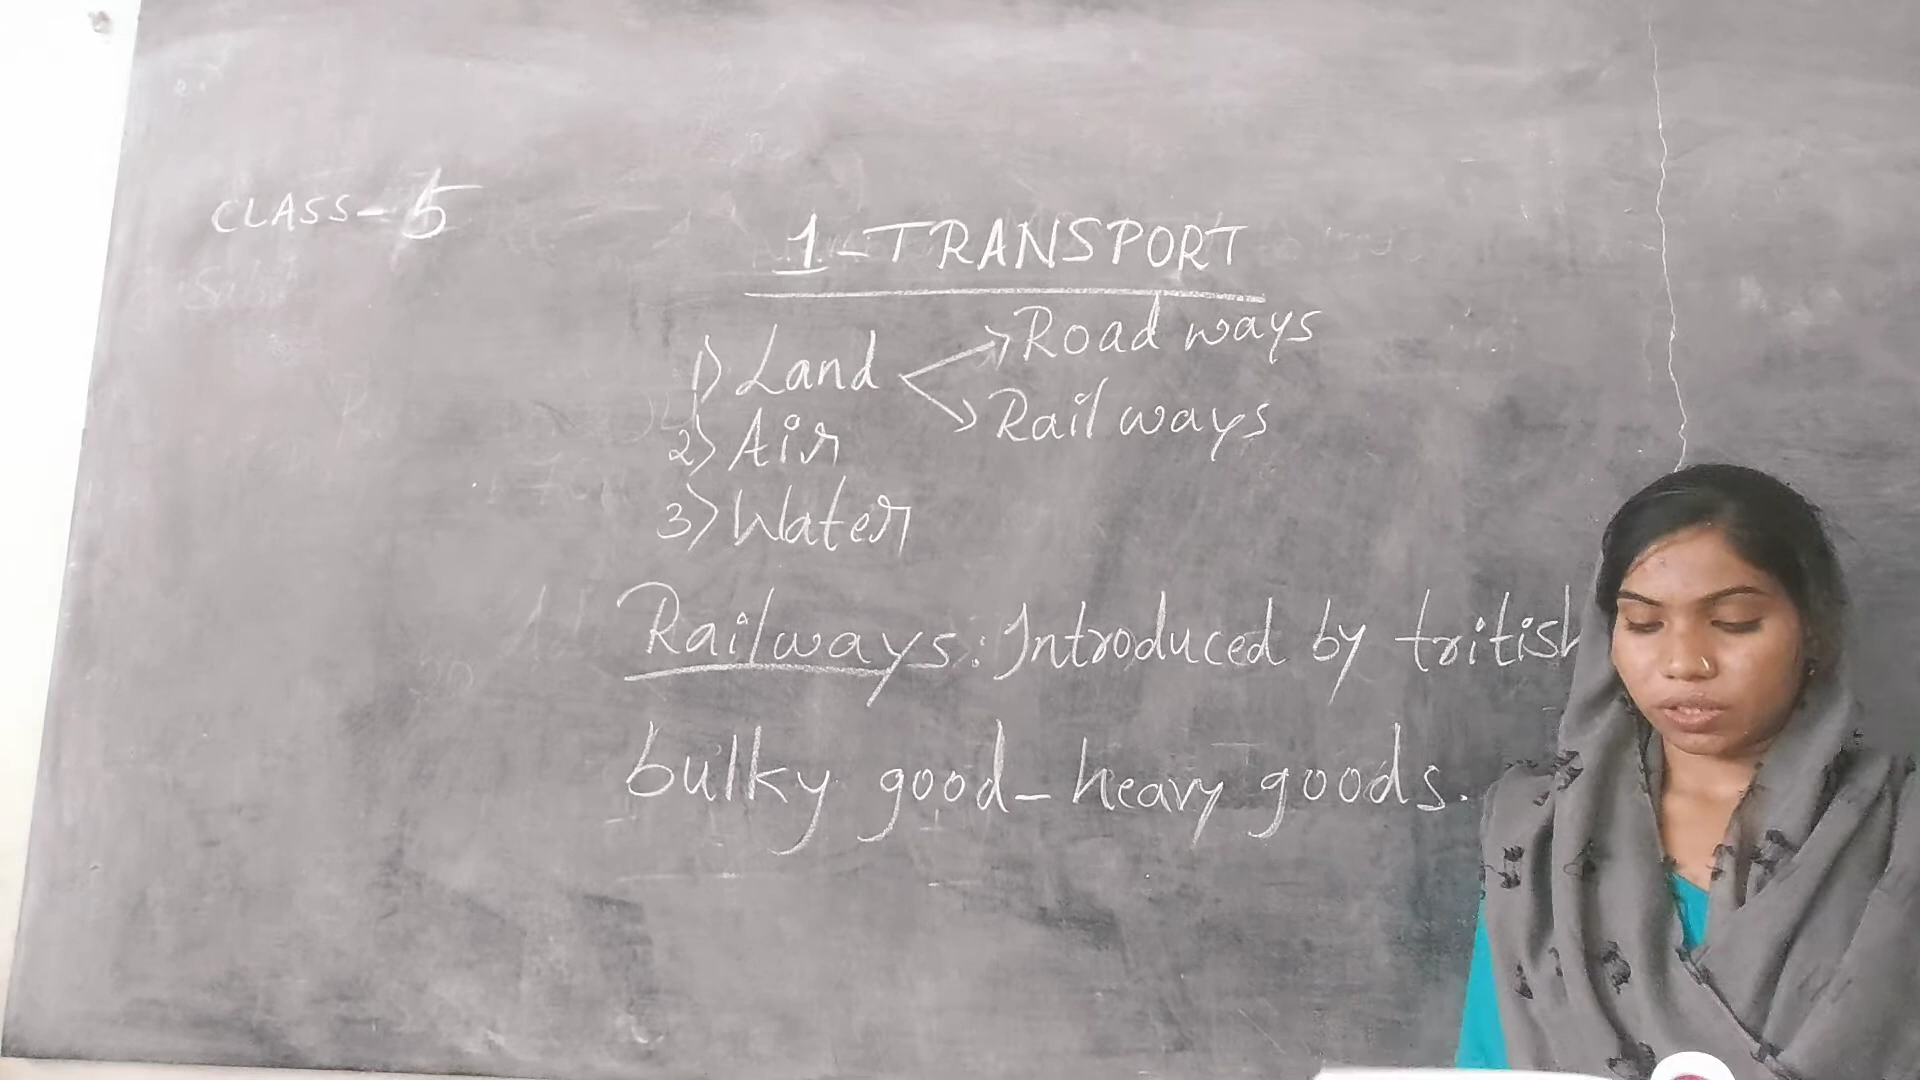 CLASS - 5
1 - TRANSPORT
1) Land → Road ways
→ Rail ways
2) Air
3) Water
Railways : Introduced by tritish
bulky good - heavy goods.